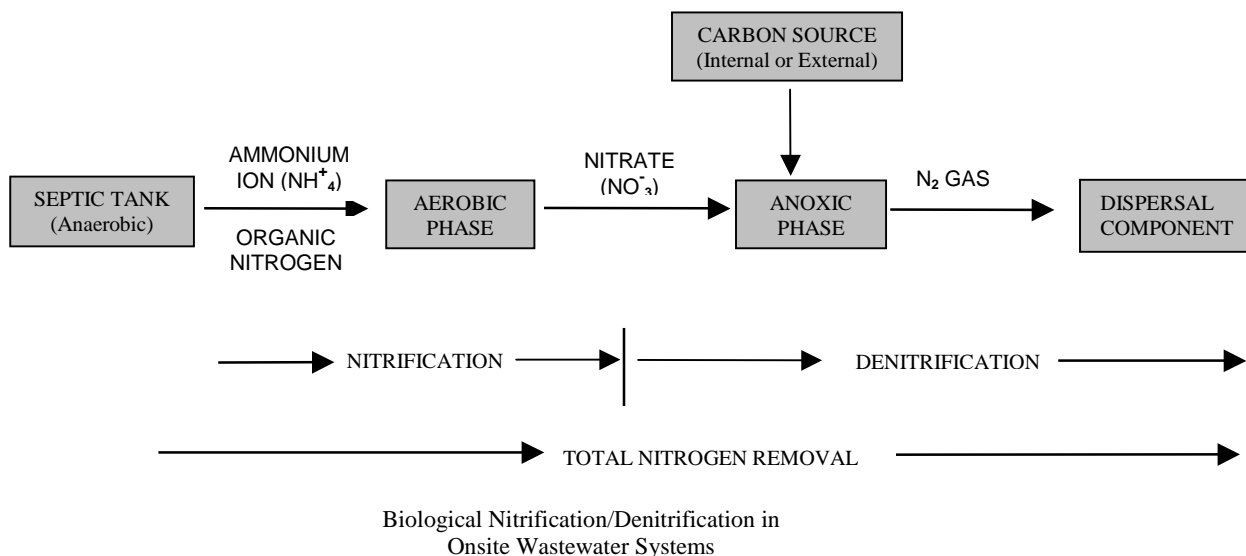 CARBON SOURCE
(Internal or External)
AMMONIUM
ION (NH⁺₄)
NITRATE
(NO⁻₃)
N₂ GAS
SEPTIC TANK
(Anaerobic)
AEROBIC
PHASE
ANOXIC
PHASE
DISPERSAL
COMPONENT
ORGANIC
NITROGEN
NITRIFICATION
DENITRIFICATION
TOTAL NITROGEN REMOVAL
Biological Nitrification/Denitrification in
Onsite Wastewater Systems